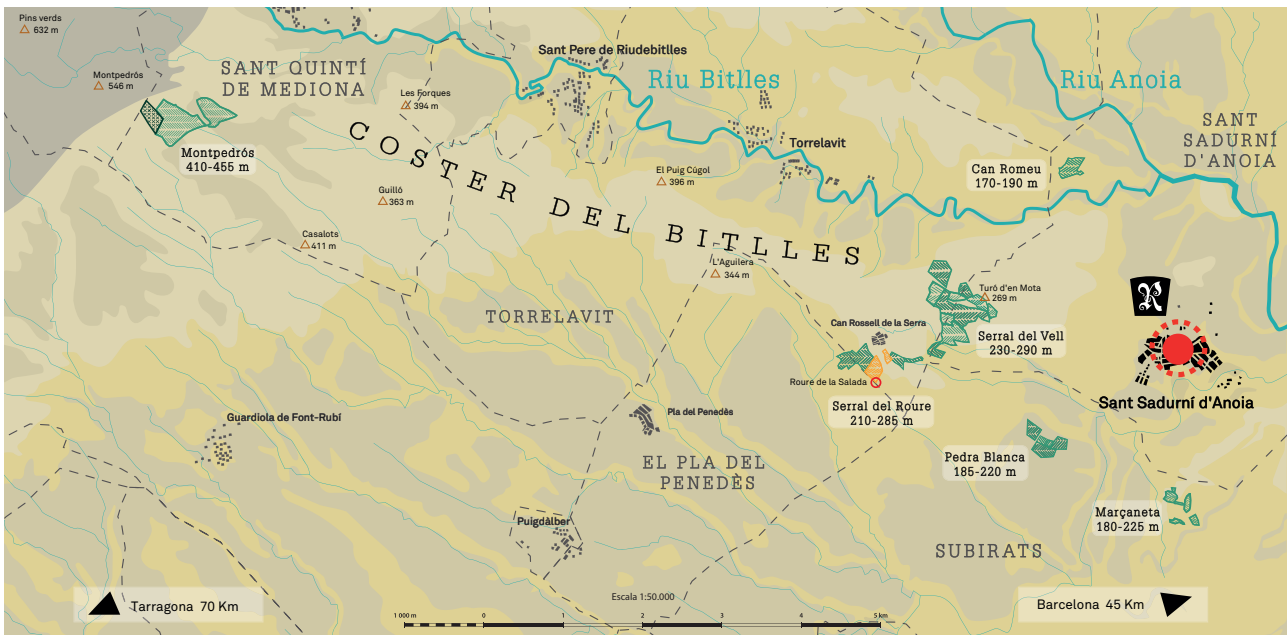 Pins verds
632 m
Montpedrós
546 m
SANT QUINTÍ
DE MEDIONA
Les Forques
394 m
Sant Pere de Riudebitlles
Riu Bitlles
Riu Anoia
SANT
SADURNÍ
D'ANOIA
Montpedrós
410-455 m
COSTER DEL BITLLES
Torrelavit
El Puig Cúgol
396 m
Can Romeu
170-190 m
Guilló
363 m
Casalots
411 m
L'Aguilera
344 m
Turó d'en Mota
269 m
R
TORRELAVIT
Can Rossell de la Serra
Serral del Vell
230-290 m
Roure de la Salada
Serral del Roure
210-285 m
Sant Sadurní d'Anoia
Guardiola de Font-Rubí
Pla del Penedès
EL PLA DEL
PENEDÈS
Pedra Blanca
185-220 m
Marçaneta
180-225 m
Puigdàlber
SUBIRATS
Tarragona 70 Km
Escala 1:50.000
1 000 m 0 1 2 3 4 5 km
Barcelona 45 Km